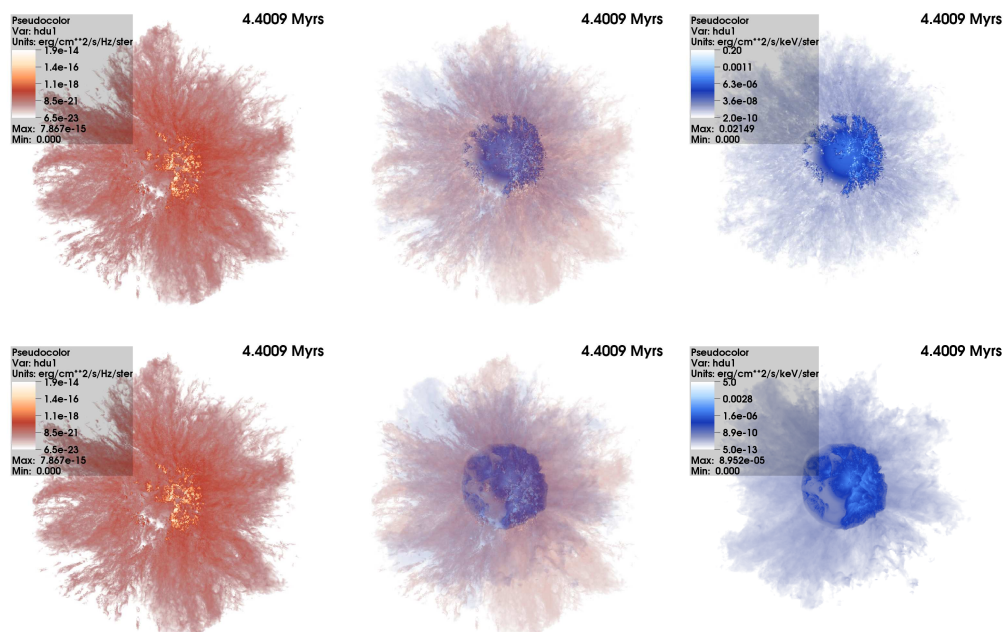 Pseudocolor
Var: hdu1
Units: erg/cm**2/s/Hz/ster
1.9e-14
1.4e-16
1.1e-18
8.5e-21
6.5e-23
Max: 7.867e-15
Min: 0.000
4.4009 Myrs
4.4009 Myrs
Pseudocolor
Var: hdu1
Units: erg/cm**2/s/keV/ster
0.20
0.0011
6.3e-06
3.6e-08
2.0e-10
Max: 0.02149
Min: 0.000
4.4009 Myrs
Pseudocolor
Var: hdu1
Units: erg/cm**2/s/Hz/ster
1.9e-14
1.4e-16
1.1e-18
8.5e-21
6.5e-23
Max: 7.867e-15
Min: 0.000
4.4009 Myrs
4.4009 Myrs
Pseudocolor
Var: hdu1
Units: erg/cm**2/s/keV/ster
5.0
0.0028
1.6e-06
8.9e-10
5.0e-13
Max: 8.952e-05
Min: 0.000
4.4009 Myrs